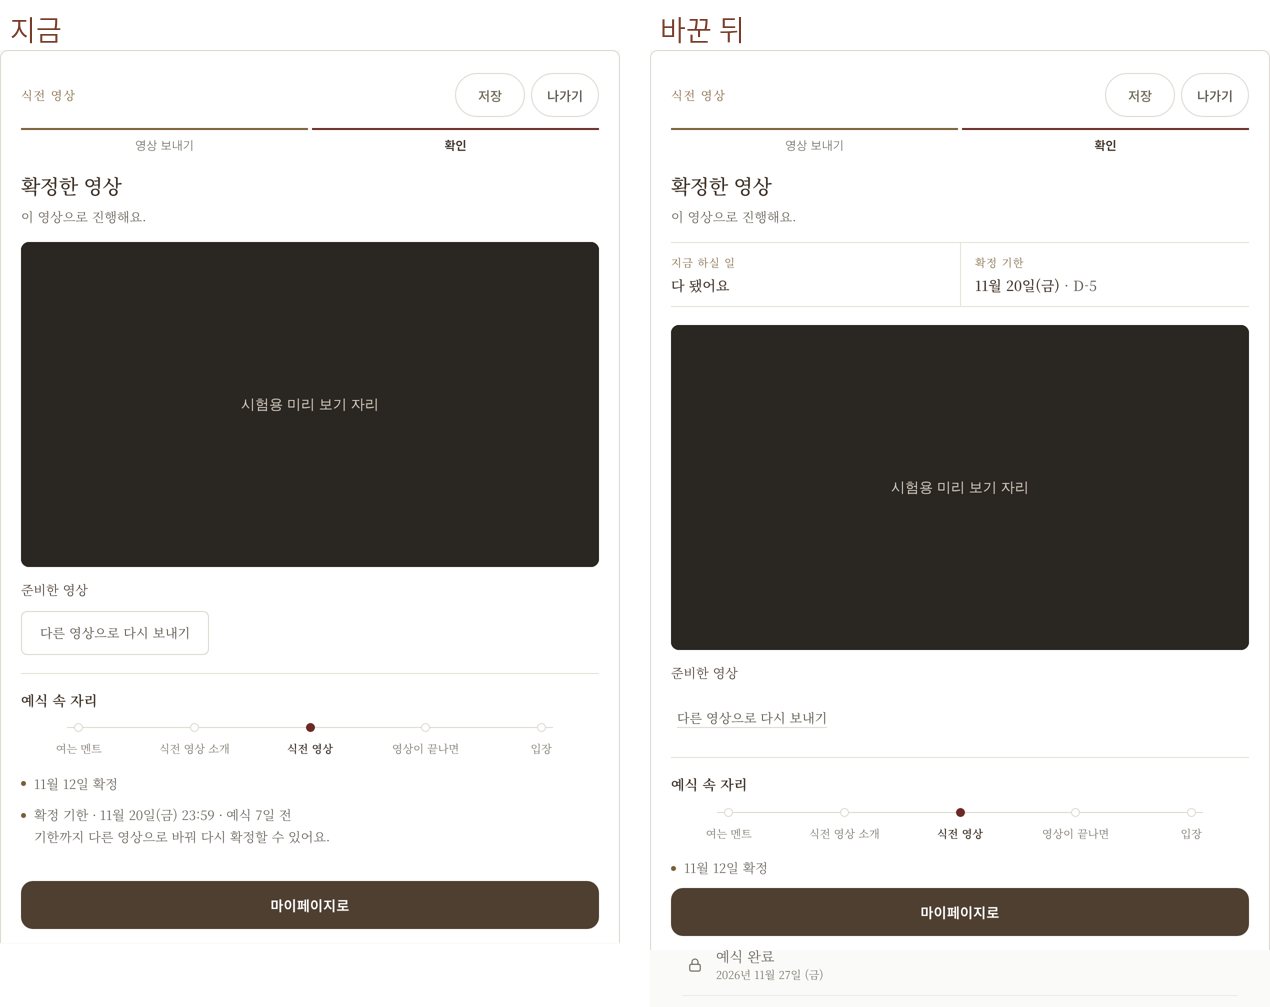 지금
식전 영상
저장
나가기
영상 보내기
확인
확정한 영상
이 영상으로 진행해요.
시험용 미리 보기 자리
준비한 영상
다른 영상으로 다시 보내기
예식 속 자리
여는 멘트
식전 영상 소개
식전 영상
영상이 끝나면
입장
11월 12일 확정
확정 기한 · 11월 20일(금) 23:59 · 예식 7일 전
기한까지 다른 영상으로 바꿔 다시 확정할 수 있어요.
마이페이지로
바꾼 뒤
식전 영상
저장
나가기
영상 보내기
확인
확정한 영상
이 영상으로 진행해요.
지금 하실 일
다 됐어요
확정 기한
11월 20일(금) · D-5
시험용 미리 보기 자리
준비한 영상
다른 영상으로 다시 보내기
예식 속 자리
여는 멘트
식전 영상 소개
식전 영상
영상이 끝나면
입장
11월 12일 확정
마이페이지로
예식 완료
2026년 11월 27일 (금)